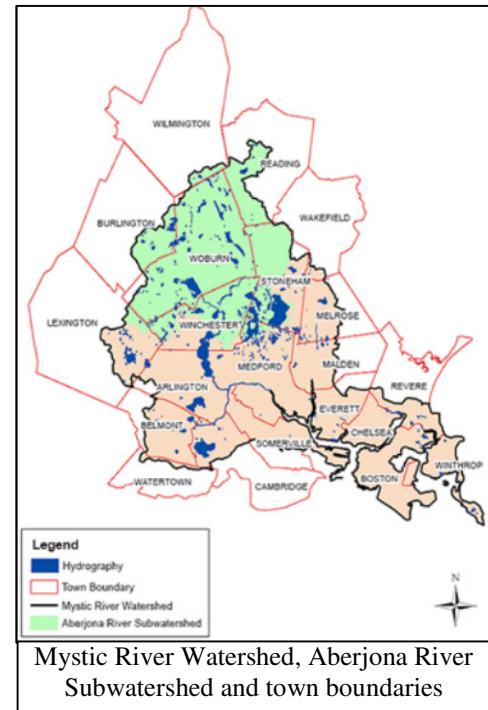 WILMINGTON
READING
WAKEFIELD
BURLINGTON
WOBURN
STONEHAM
LEXINGTON
WINCHESTER
MELROSE
MEDFORD
MALDEN
ARLINGTON
REVERE
EVERETT
BELMONT
CHELSEA
SOMERVILLE
WINTHROP
WATERTOWN
CAMBRIDGE
BOSTON
Legend
Hydrography
Town Boundary
Mystic River Watershed
Aberjona River Subwatershed
N
Mystic River Watershed, Aberjona River
Subwatershed and town boundaries